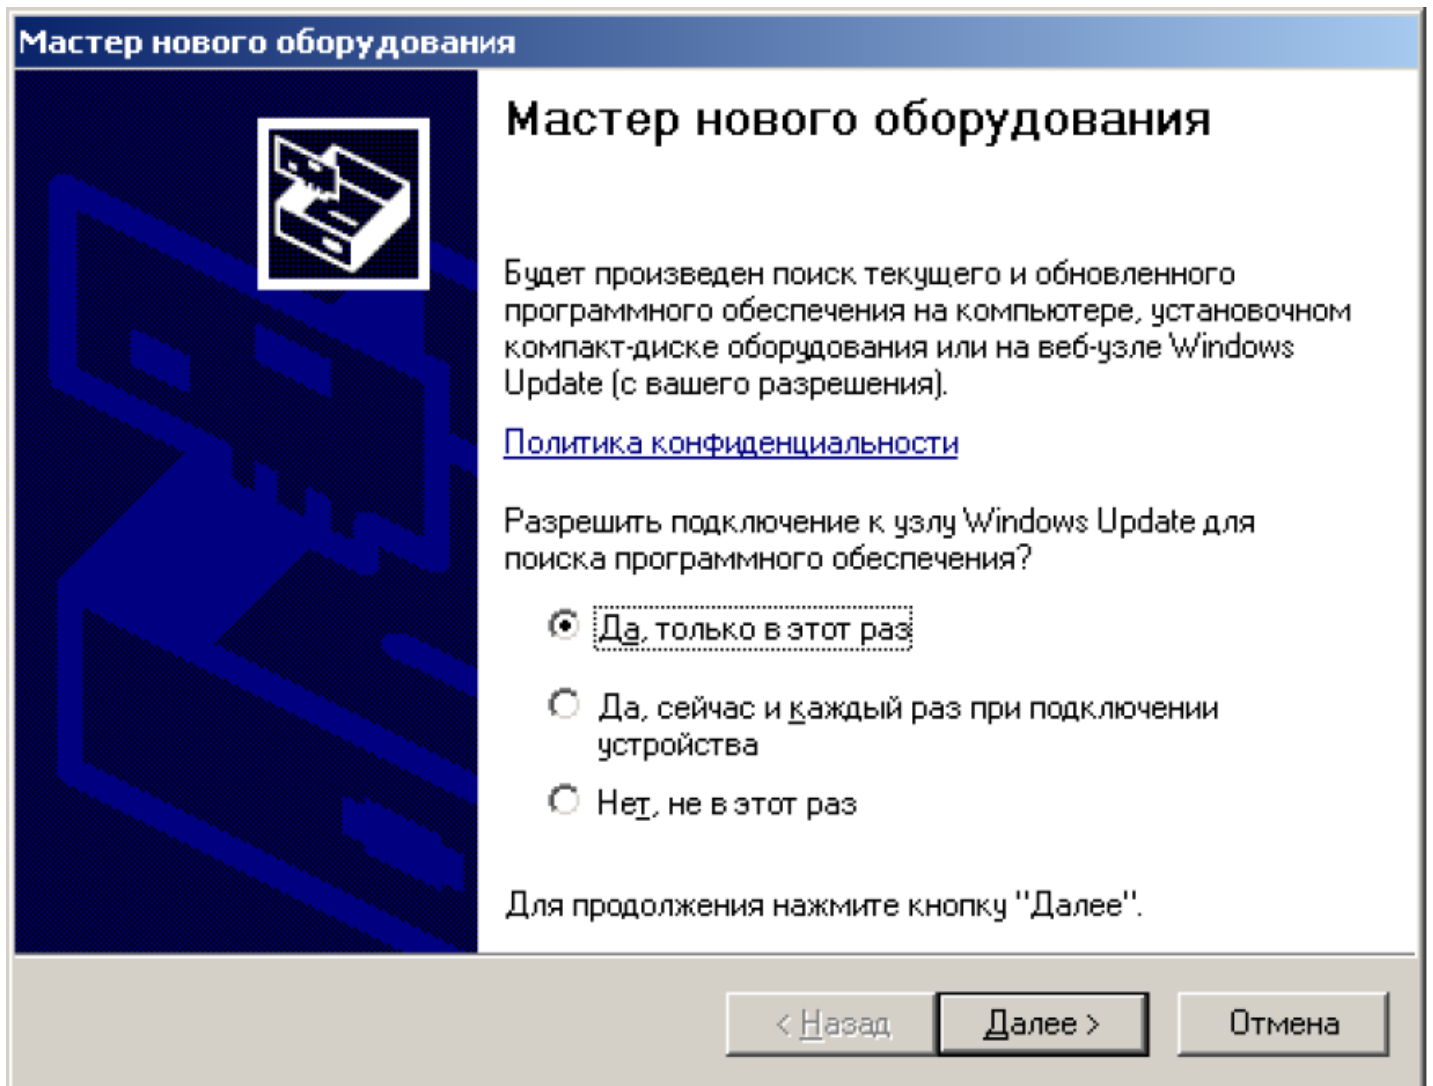 Мастер нового оборудования
Мастер нового оборудования
Будет произведен поиск текущего и обновленного
программного обеспечения на компьютере, установочном
компакт-диске оборудования или на веб-узле Windows
Update (с вашего разрешения).
Политика конфиденциальности
Разрешить подключение к узлу Windows Update для
поиска программного обеспечения?
Да, только в этот раз
Да, сейчас и каждый раз при подключении
устройства
Нет, не в этот раз
Для продолжения нажмите кнопку "Далее".
< Назад Далее > Отмена